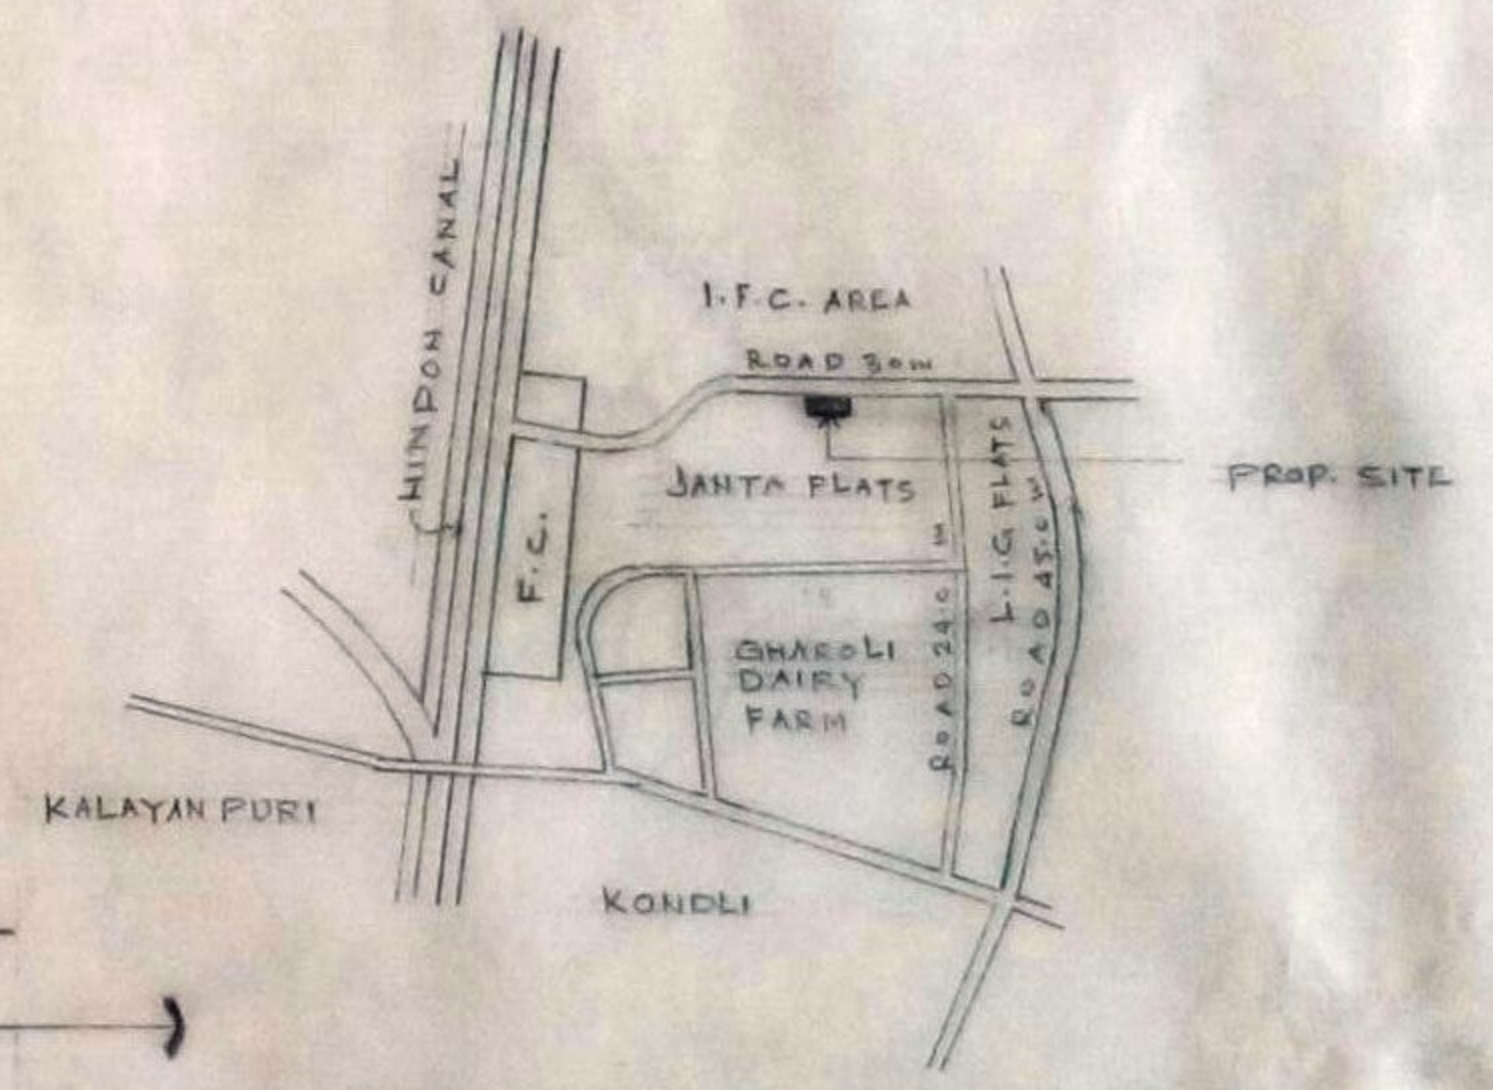 I.F.C. AREA
ROAD 30 W
HINDON CANAL
JANTA FLATS
L.I.G FLATS
PROP. SITE
F.C.
ROAD 24.0 W
ROAD 45.0 W
GHAROLI
DAIRY
FARM
KALAYAN PURI
KONDLI